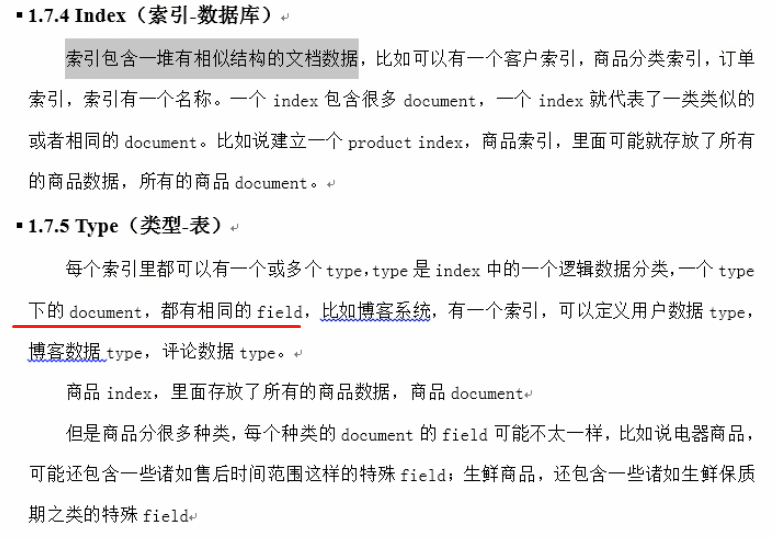 ▪ 1.7.4 Index（索引-数据库）↵
索引包含一堆有相似结构的文档数据，比如可以有一个客户索引，商品分类索引，订单
索引，索引有一个名称。一个 index 包含很多 document，一个 index 就代表了一类类似的
或者相同的 document。比如说建立一个 product index，商品索引，里面可能就存放了所有
的商品数据，所有的商品 document。↵
▪ 1.7.5 Type（类型-表）↵
每个索引里都可以有一个或多个 type,type 是 index 中的一个逻辑数据分类,一个 type
下的 document，都有相同的 field，比如博客系统，有一个索引，可以定义用户数据 type，
博客数据 type，评论数据 type。↵
商品 index，里面存放了所有的商品数据，商品 document↵
但是商品分很多种类，每个种类的 document 的 field 可能不太一样，比如说电器商品，
可能还包含一些诸如售后时间范围这样的特殊 field；生鲜商品，还包含一些诸如生鲜保质
期之类的特殊 field↵